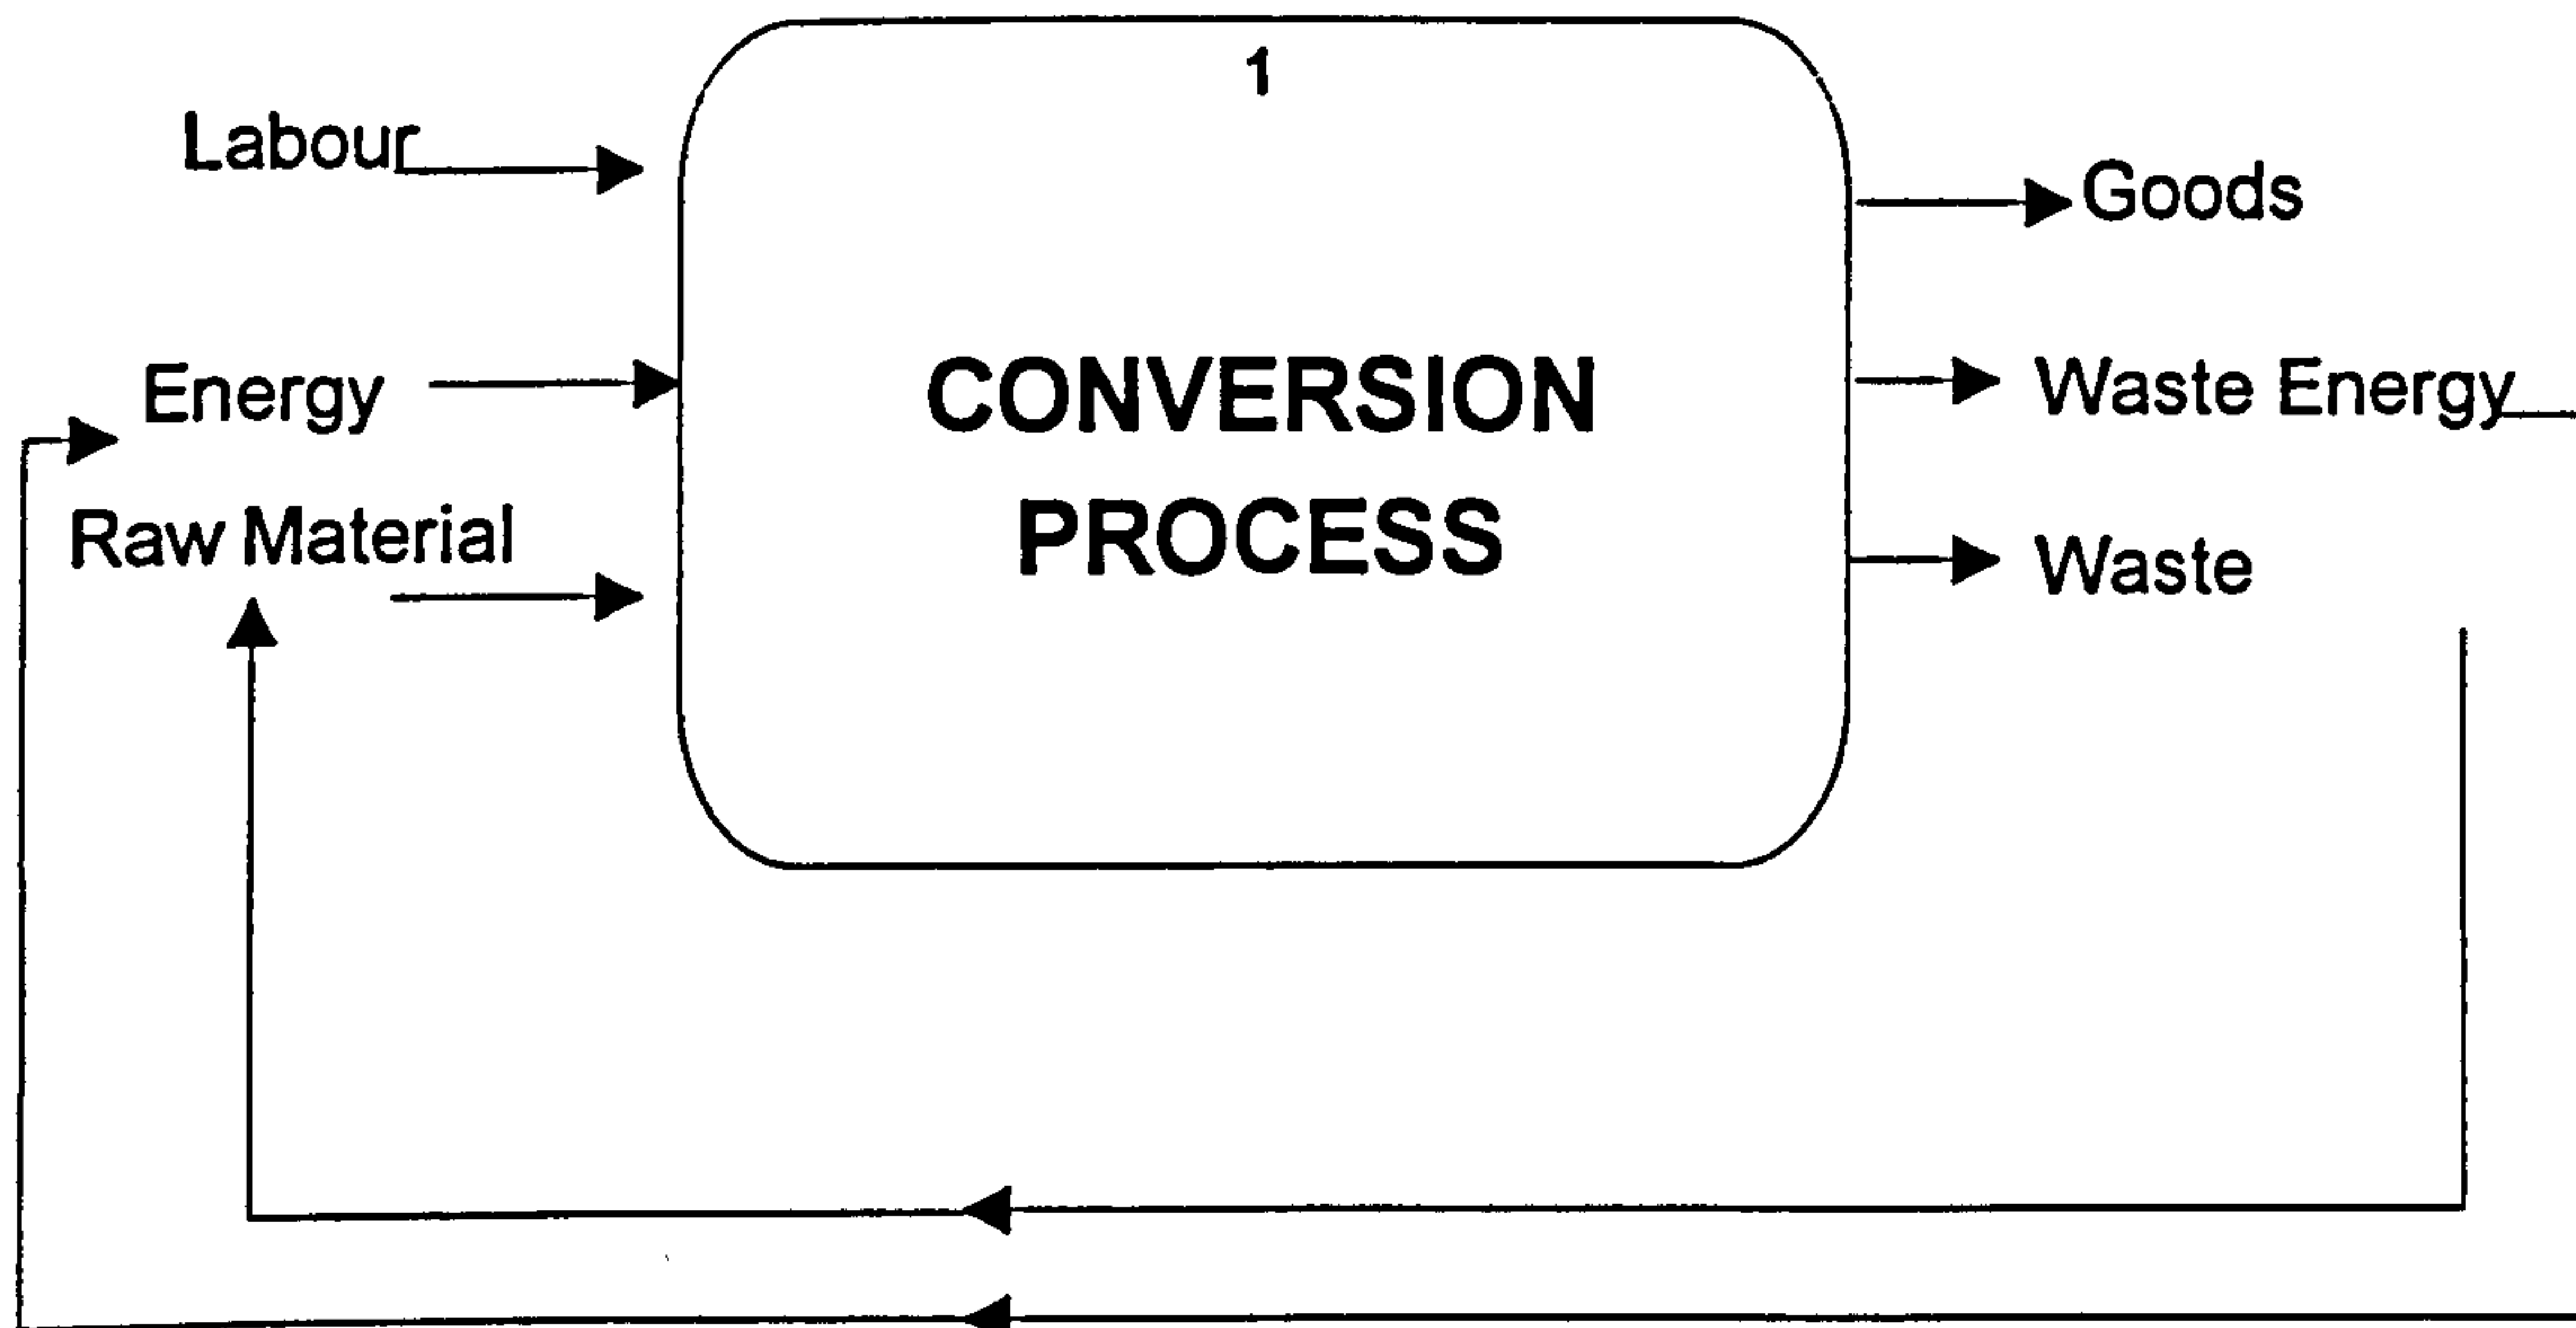 1
Labour
Goods
Energy
CONVERSION
PROCESS
Waste Energy
Raw Material
Waste